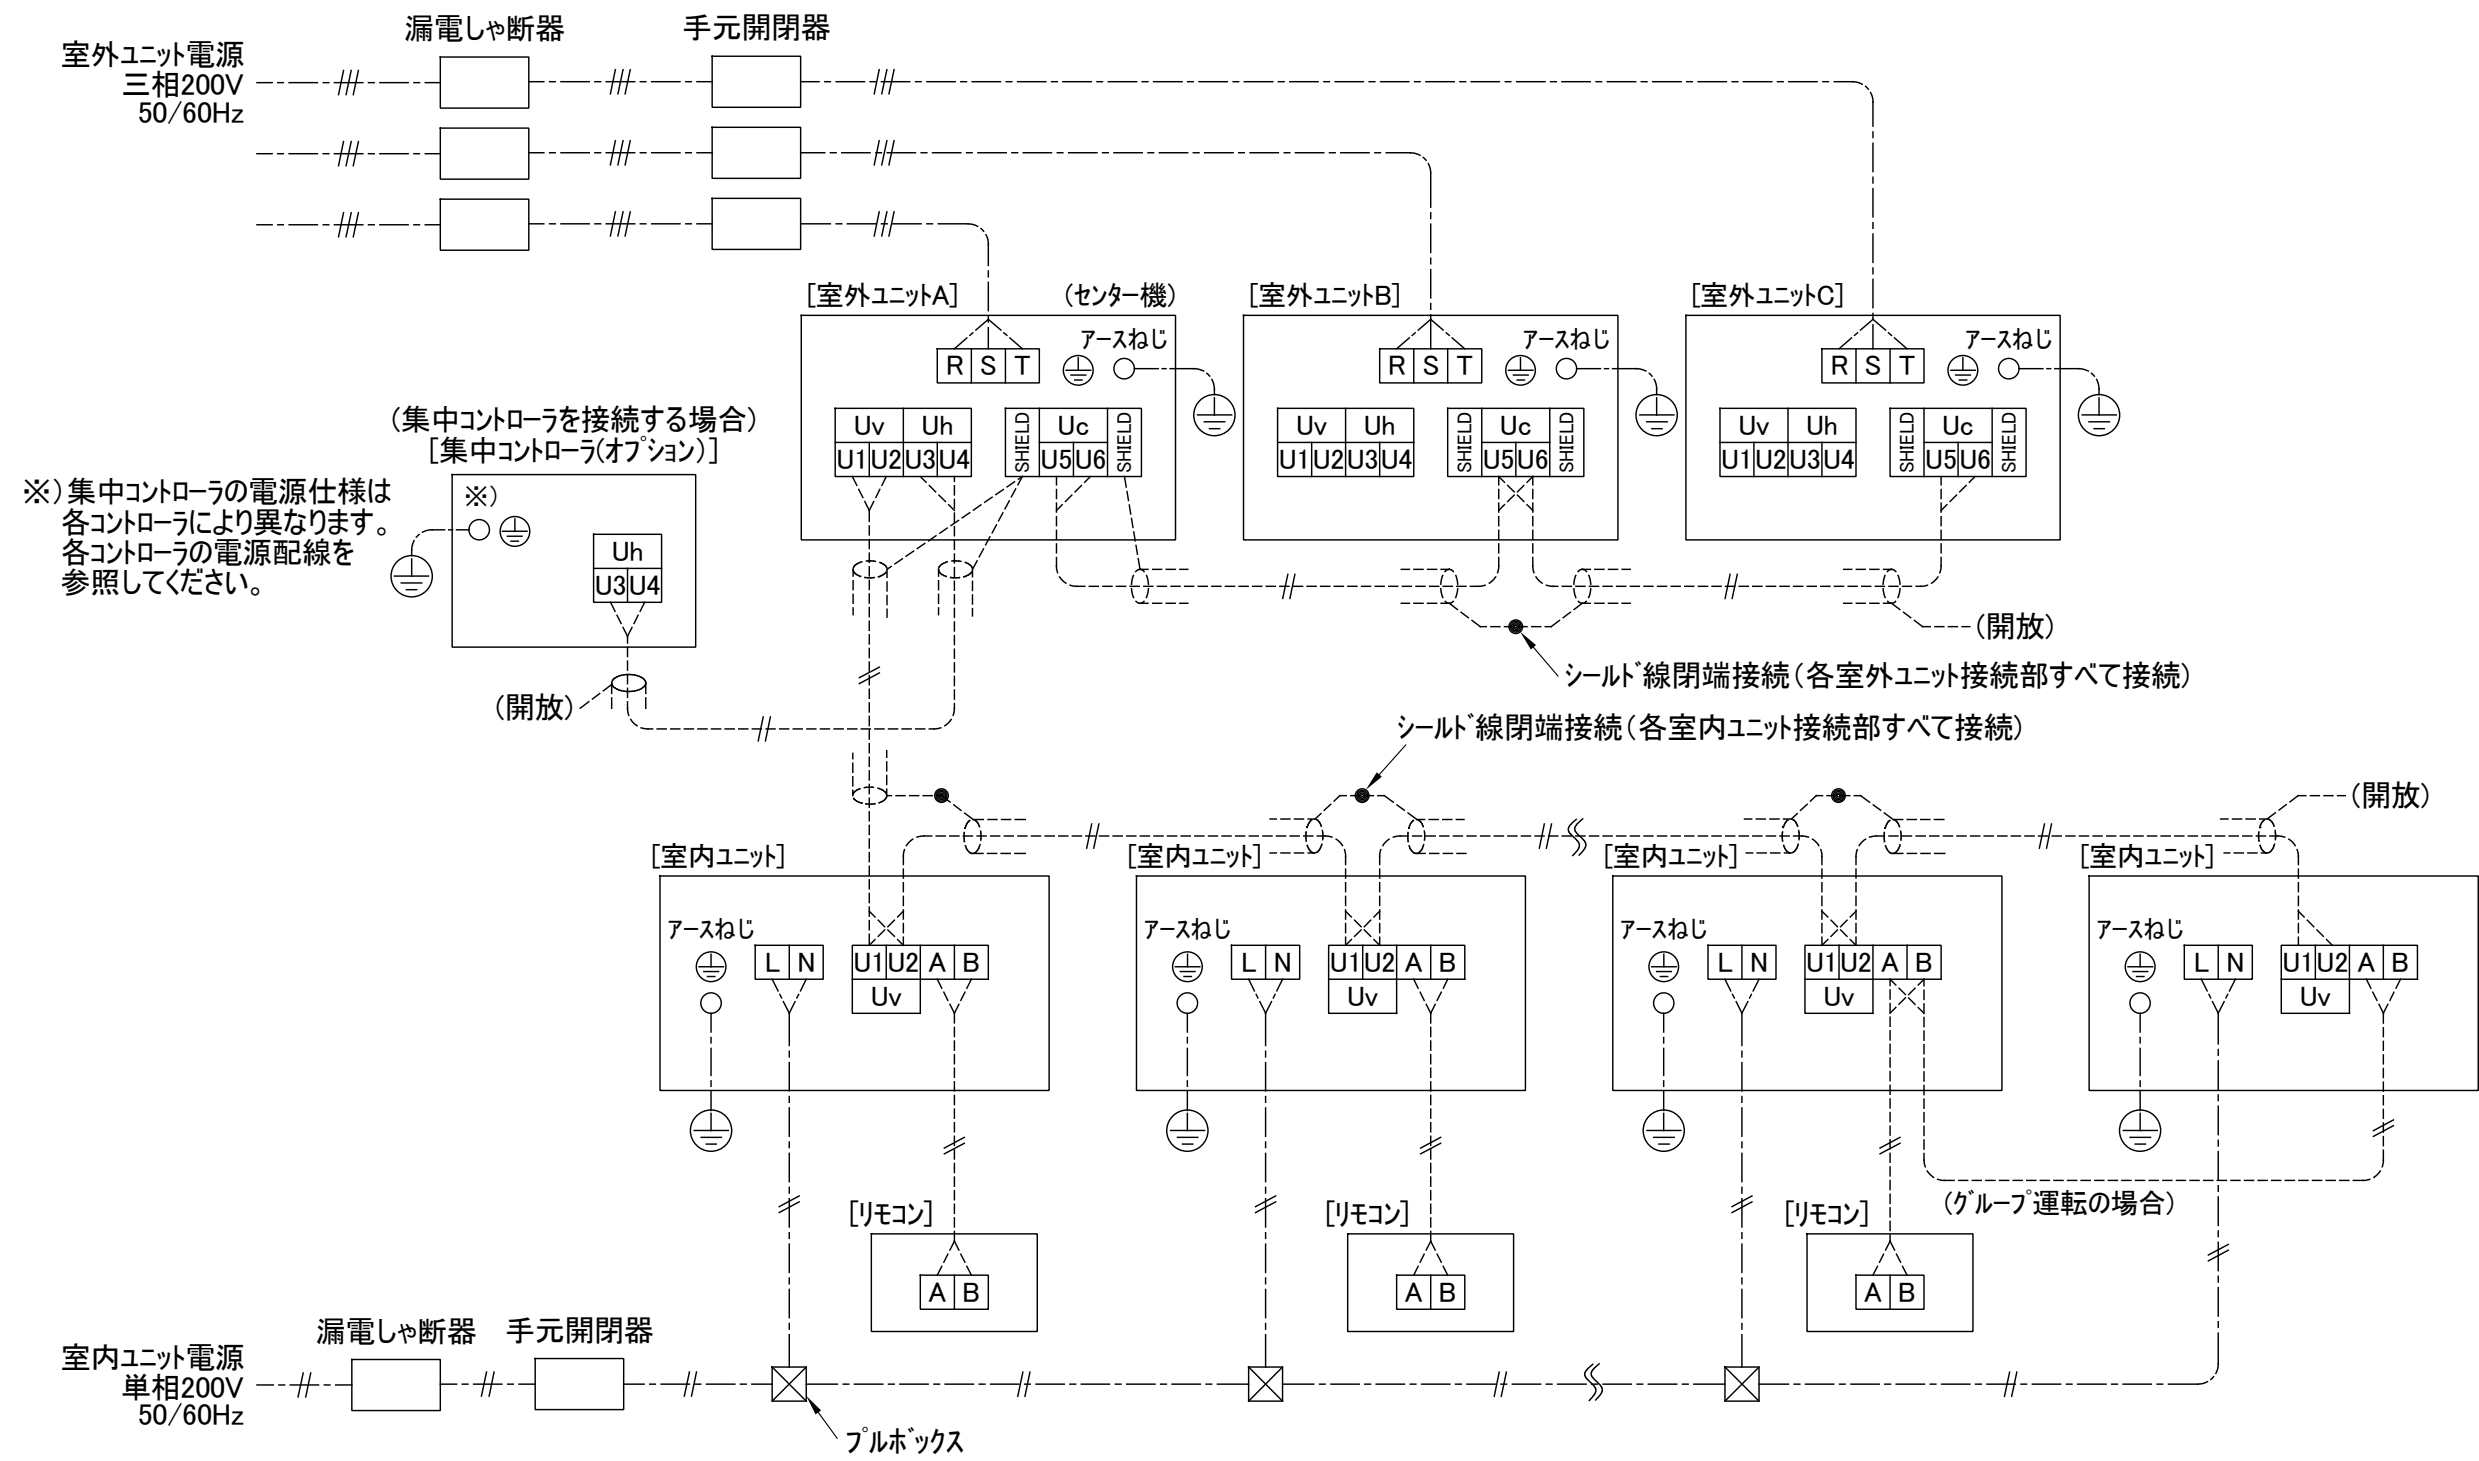 漏電しゃ断器 手元開閉器
室外ユニット電源
三相200V
50/60Hz
[室外ユニットA] (センター機) [室外ユニットB] [室外ユニットC]
アースねじ アースねじ アースねじ
R S T R S T R S T
(集中コントローラを接続する場合)
[集中コントローラ(オプション)]
Uv Uh SHIELD Uc SHIELD Uv Uh SHIELD Uc SHIELD Uv Uh SHIELD Uc SHIELD
U1 U2 U3 U4 U5 U6 U1 U2 U3 U4 U5 U6 U1 U2 U3 U4 U5 U6
※)集中コントローラの電源仕様は
各コントローラにより異なります。
各コントローラの電源配線を
参照してください。
※)
Uh
U3 U4
(開放)
(開放)
シールド線閉端接続(各室外ユニット接続部すべて接続)
シールド線閉端接続(各室内ユニット接続部すべて接続)
(開放)
[室内ユニット] [室内ユニット] [室内ユニット] [室内ユニット]
アースねじ アースねじ アースねじ アースねじ
L N U1 U2 A B L N U1 U2 A B L N U1 U2 A B L N U1 U2 A B
Uv Uv Uv Uv
(グループ運転の場合)
[リモコン] [リモコン] [リモコン]
A B A B A B
漏電しゃ断器 手元開閉器
室内ユニット電源
単相200V
50/60Hz
プルボックス